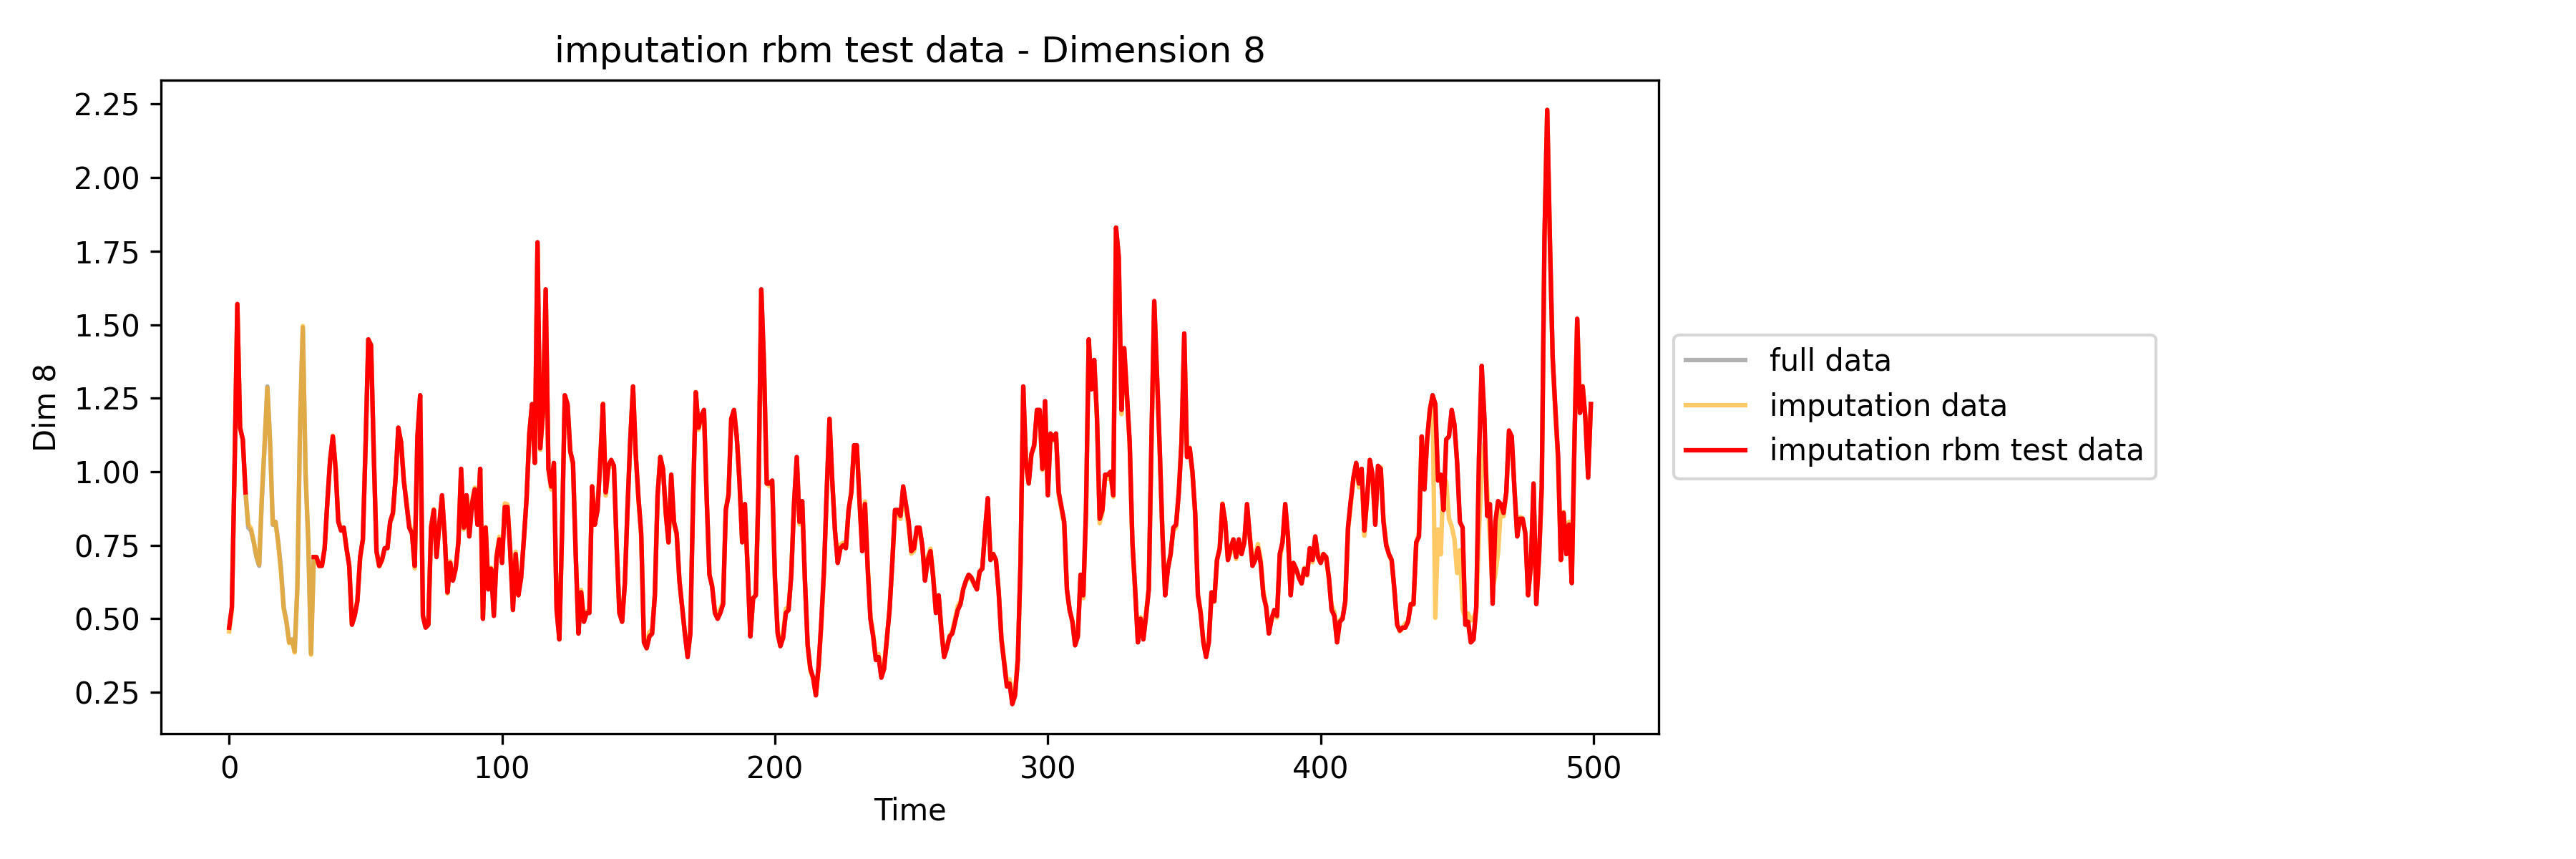 imputation rbm test data - Dimension 8
2.25
2.00
1.75
1.50
1.25
1.00
0.75
0.50
0.25
Dim 8
0 100 200 300 400 500
Time
full data
imputation data
imputation rbm test data